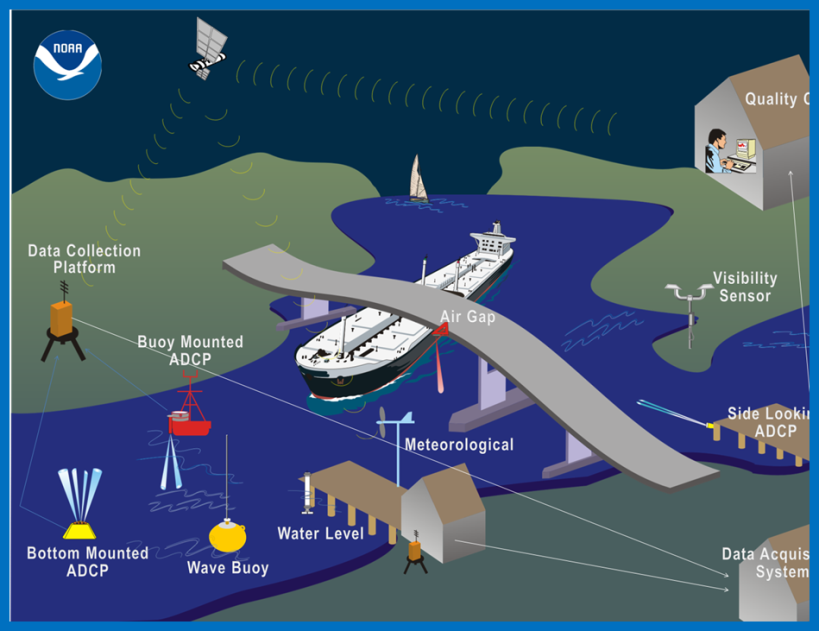 NOAA
Quality C
Data Collection
Platform
Visibility
Sensor
Air Gap
Buoy Mounted
ADCP
Side Lookin
ADCP
Meteorological
Water Level
Bottom Mounted
ADCP
Wave Buoy
Data Acquis
System